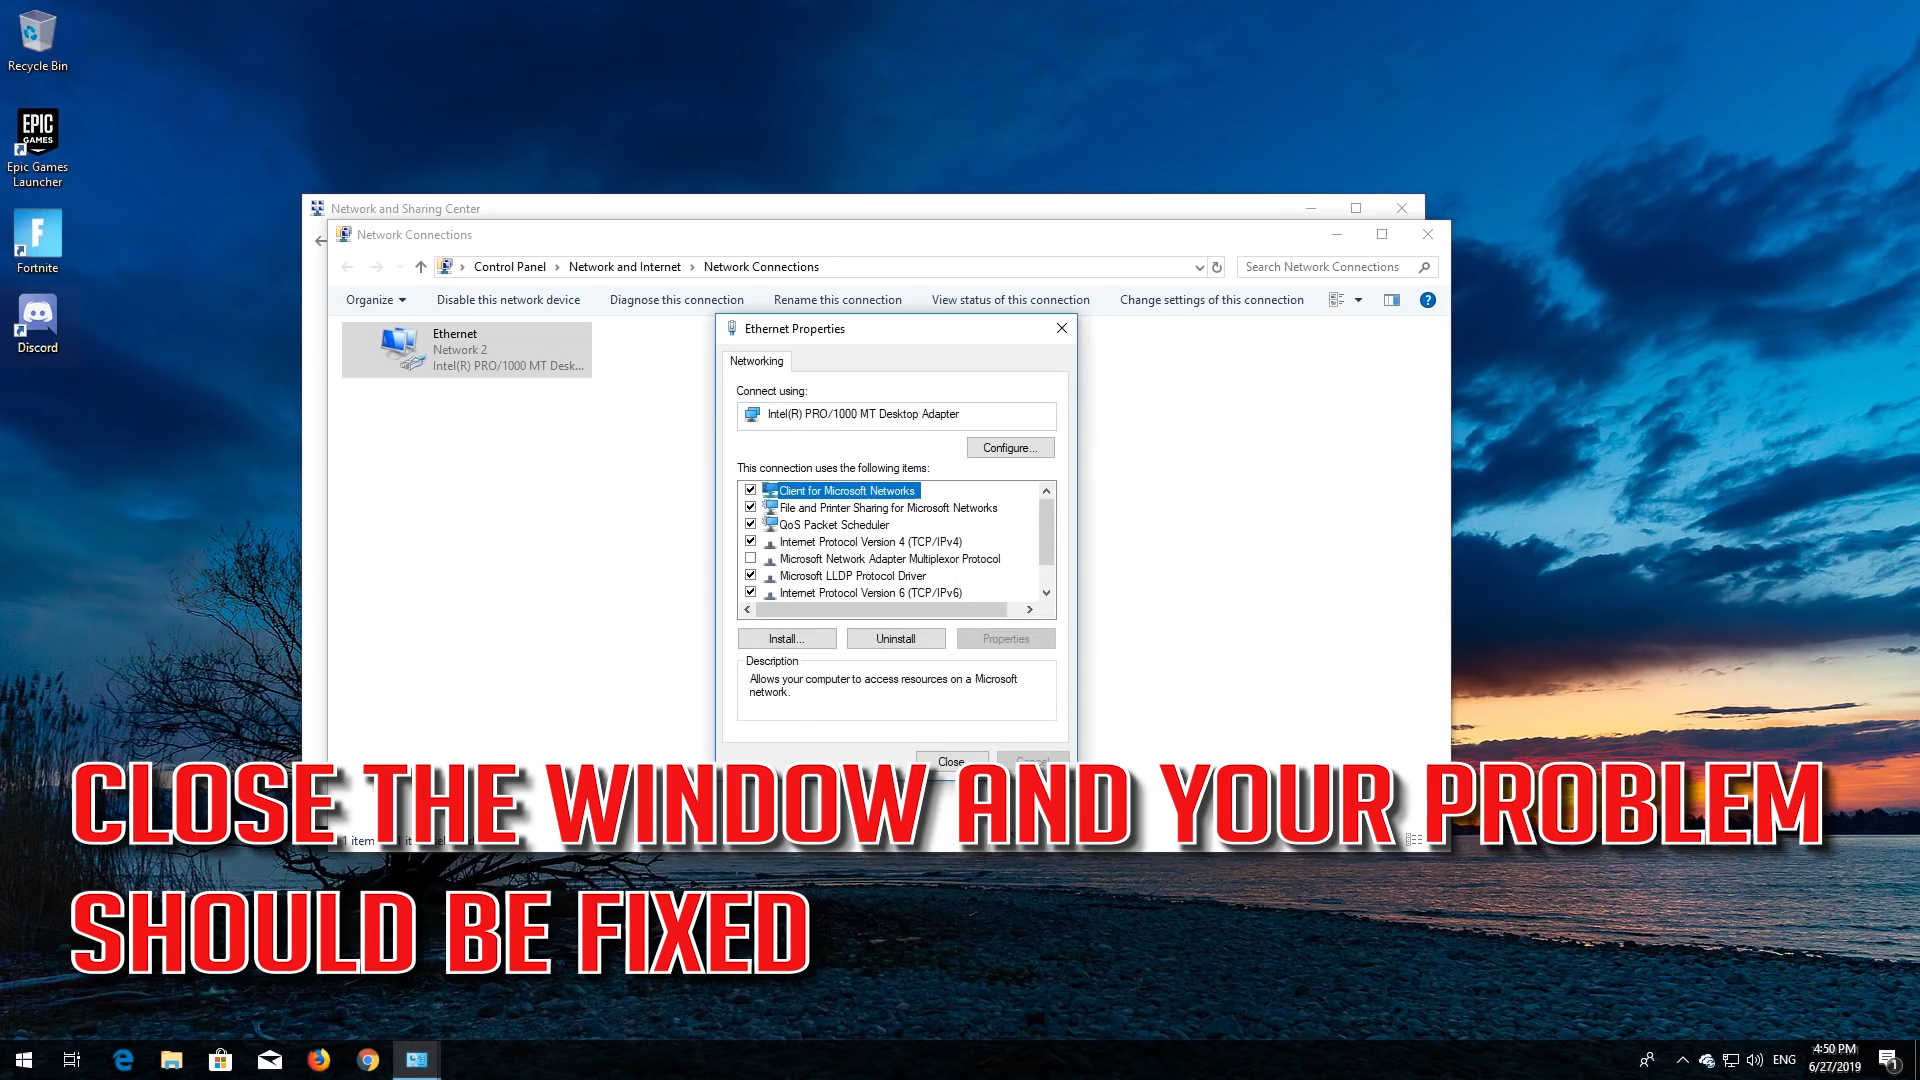 Recycle Bin
EPIC
GAMES
Epic Games
Launcher
F
Fortnite
Discord
Network and Sharing Center
Network Connections
Control Panel > Network and Internet > Network Connections
Search Network Connections
Organize
Disable this network device
Diagnose this connection
Rename this connection
View status of this connection
Change settings of this connection
?
Ethernet
Network 2
Intel(R) PRO/1000 MT Desk...
Ethernet Properties
Networking
Connect using:
Intel(R) PRO/1000 MT Desktop Adapter
Configure...
This connection uses the following items:
Client for Microsoft Networks
File and Printer Sharing for Microsoft Networks
QoS Packet Scheduler
Internet Protocol Version 4 (TCP/IPv4)
Microsoft Network Adapter Multiplexor Protocol
Microsoft LLDP Protocol Driver
Internet Protocol Version 6 (TCP/IPv6)
Install...
Uninstall
Properties
Description
Allows your computer to access resources on a Microsoft
network.
Close
CLOSE THE WINDOW AND YOUR PROBLEM
SHOULD BE FIXED
1 item
ENG
4:50 PM
6/27/2019
1